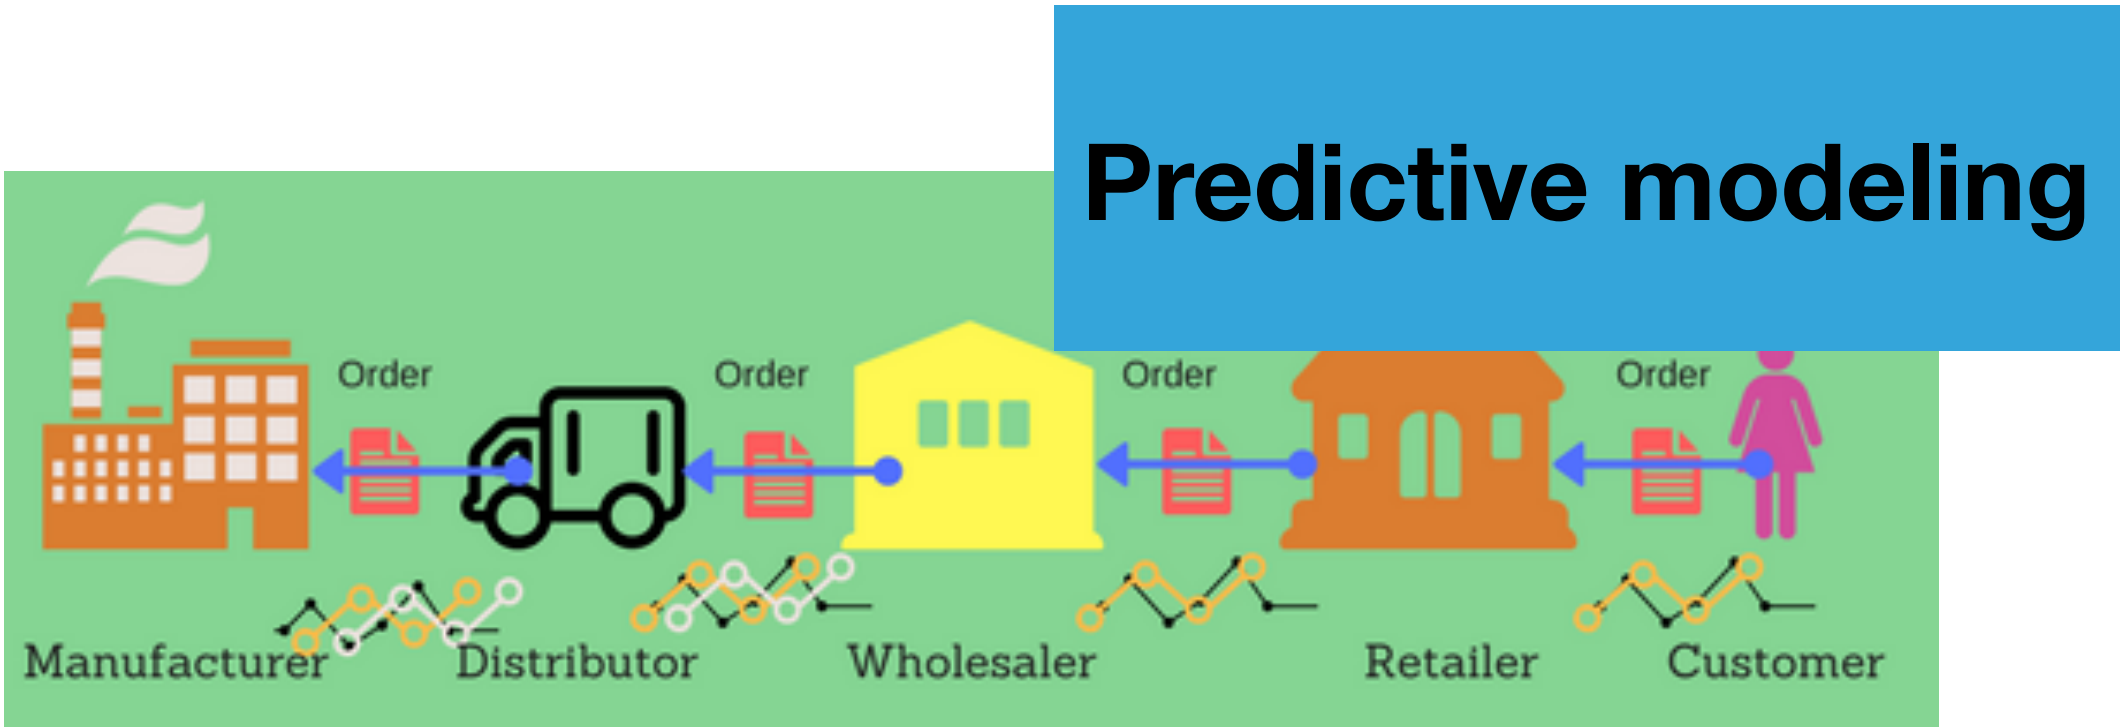 Predictive modeling
Order Order Order Order
Manufacturer Distributor Wholesaler Retailer Customer